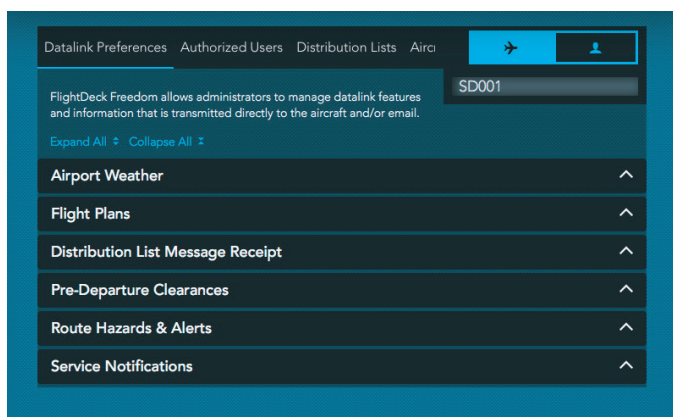 Datalink Preferences Authorized Users Distribution Lists
SD001
FlightDeck Freedom allows administrators to manage datalink features
and information that is transmitted directly to the aircraft and/or email.
Expand All Collapse All
Airport Weather
Flight Plans
Distribution List Message Receipt
Pre-Departure Clearances
Route Hazards & Alerts
Service Notifications